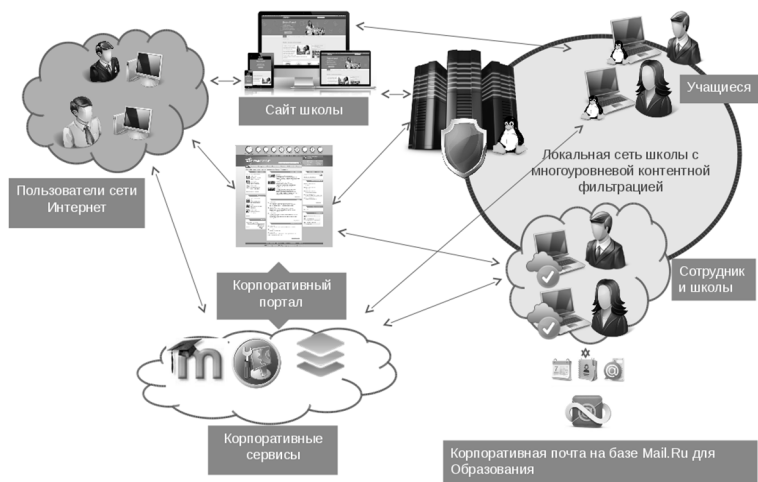 Сайт школы
Учащиеся
Локальная сеть школы с
многоуровневой контентной
фильтрацией
Пользователи сети
Интернет
Корпоративный
портал
Сотрудник
и школы
m
Корпоративные
сервисы
Корпоративная почта на базе Mail.Ru для
Образования